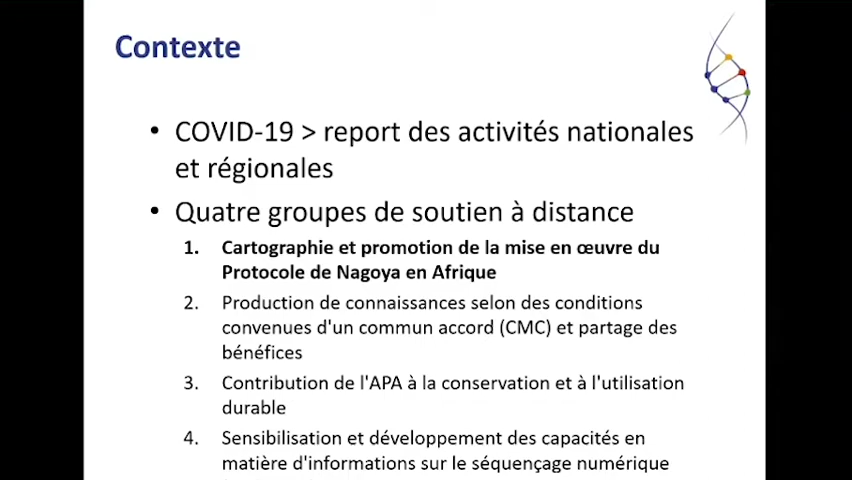 Contexte
• COVID-19 > report des activités nationales
et régionales
• Quatre groupes de soutien à distance
1. Cartographie et promotion de la mise en œuvre du
Protocole de Nagoya en Afrique
2. Production de connaissances selon des conditions
convenues d'un commun accord (CMC) et partage des
bénéfices
3. Contribution de l'APA à la conservation et à l'utilisation
durable
4. Sensibilisation et développement des capacités en
matière d'informations sur le séquençage numérique